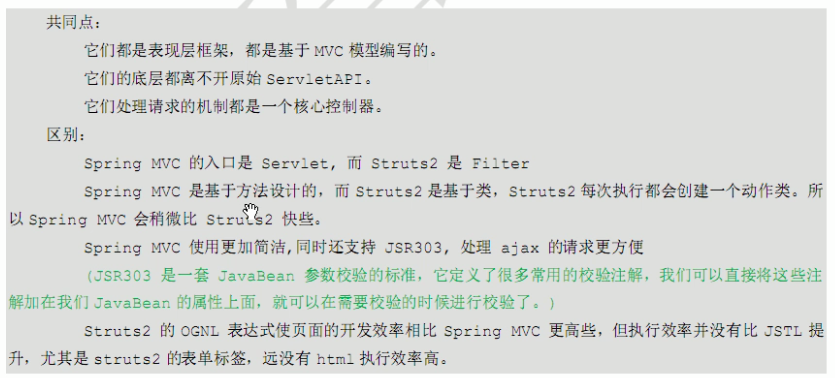 共同点：
它们都是表现层框架，都是基于 MVC 模型编写的。
它们的底层都离不开原始 ServletAPI。
它们处理请求的机制都是一个核心控制器。
区别：
Spring MVC 的入口是 Servlet, 而 Struts2 是 Filter
Spring MVC 是基于方法设计的，而 Struts2 是基于类，Struts2 每次执行都会创建一个动作类。所
以 Spring MVC 会稍微比 Struts2 快些。
Spring MVC 使用更加简洁,同时还支持 JSR303, 处理 ajax 的请求更方便
(JSR303 是一套 JavaBean 参数校验的标准，它定义了很多常用的校验注解，我们可以直接将这些注
解加在我们 JavaBean 的属性上面，就可以在需要校验的时候进行校验了。)
Struts2 的 OGNL 表达式使页面的开发效率相比 Spring MVC 更高些，但执行效率并没有比 JSTL 提
升，尤其是 struts2 的表单标签，远没有 html 执行效率高。